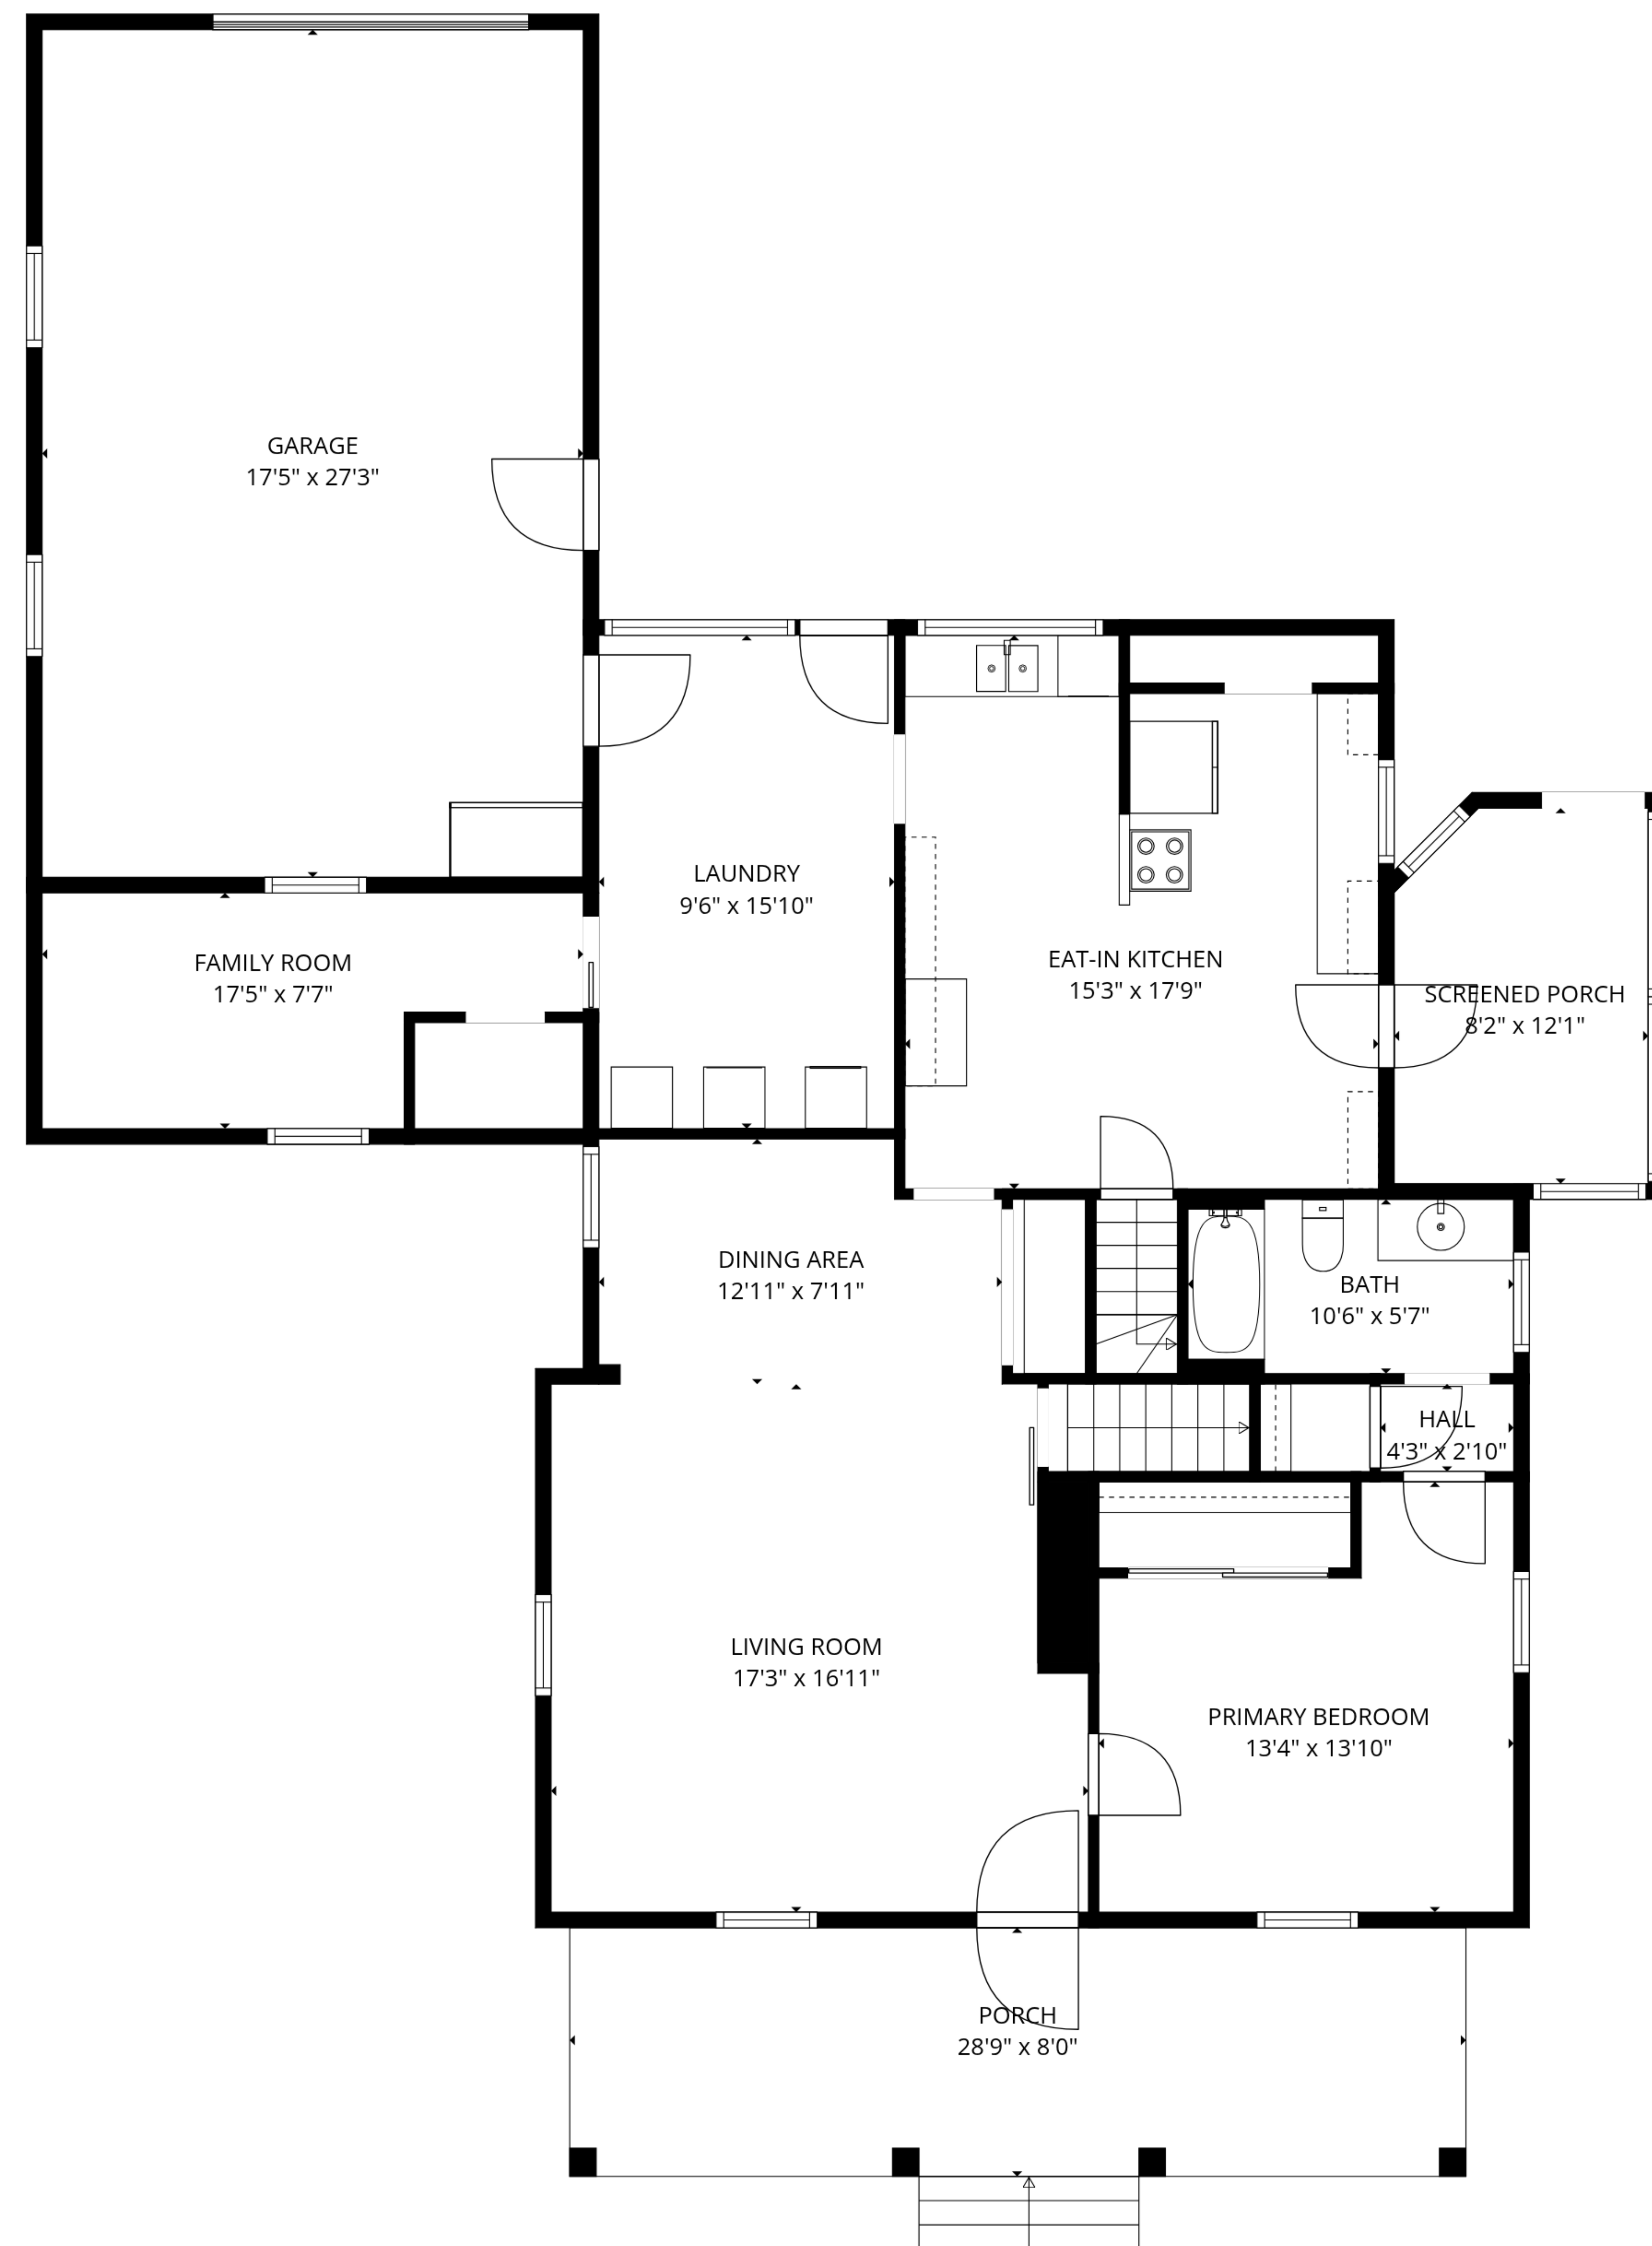 GARAGE
17'5" x 27'3"
LAUNDRY
9'6" x 15'10"
EAT-IN KITCHEN
15'3" x 17'9"
FAMILY ROOM
17'5" x 7'7"
SCREENED PORCH
8'2" x 12'1"
DINING AREA
12'11" x 7'11"
BATH
10'6" x 5'7"
HALL
4'3" x 2'10"
LIVING ROOM
17'3" x 16'11"
PRIMARY BEDROOM
13'4" x 13'10"
PORCH
28'9" x 8'0"